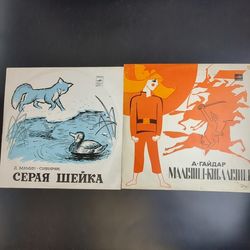 Д. МАМИН-СИБИРЯК
СЕРАЯ ШЕЙКА
А·ГАЙДАР
МАЛЬЧИШ-КИБАЛЬЧИШ